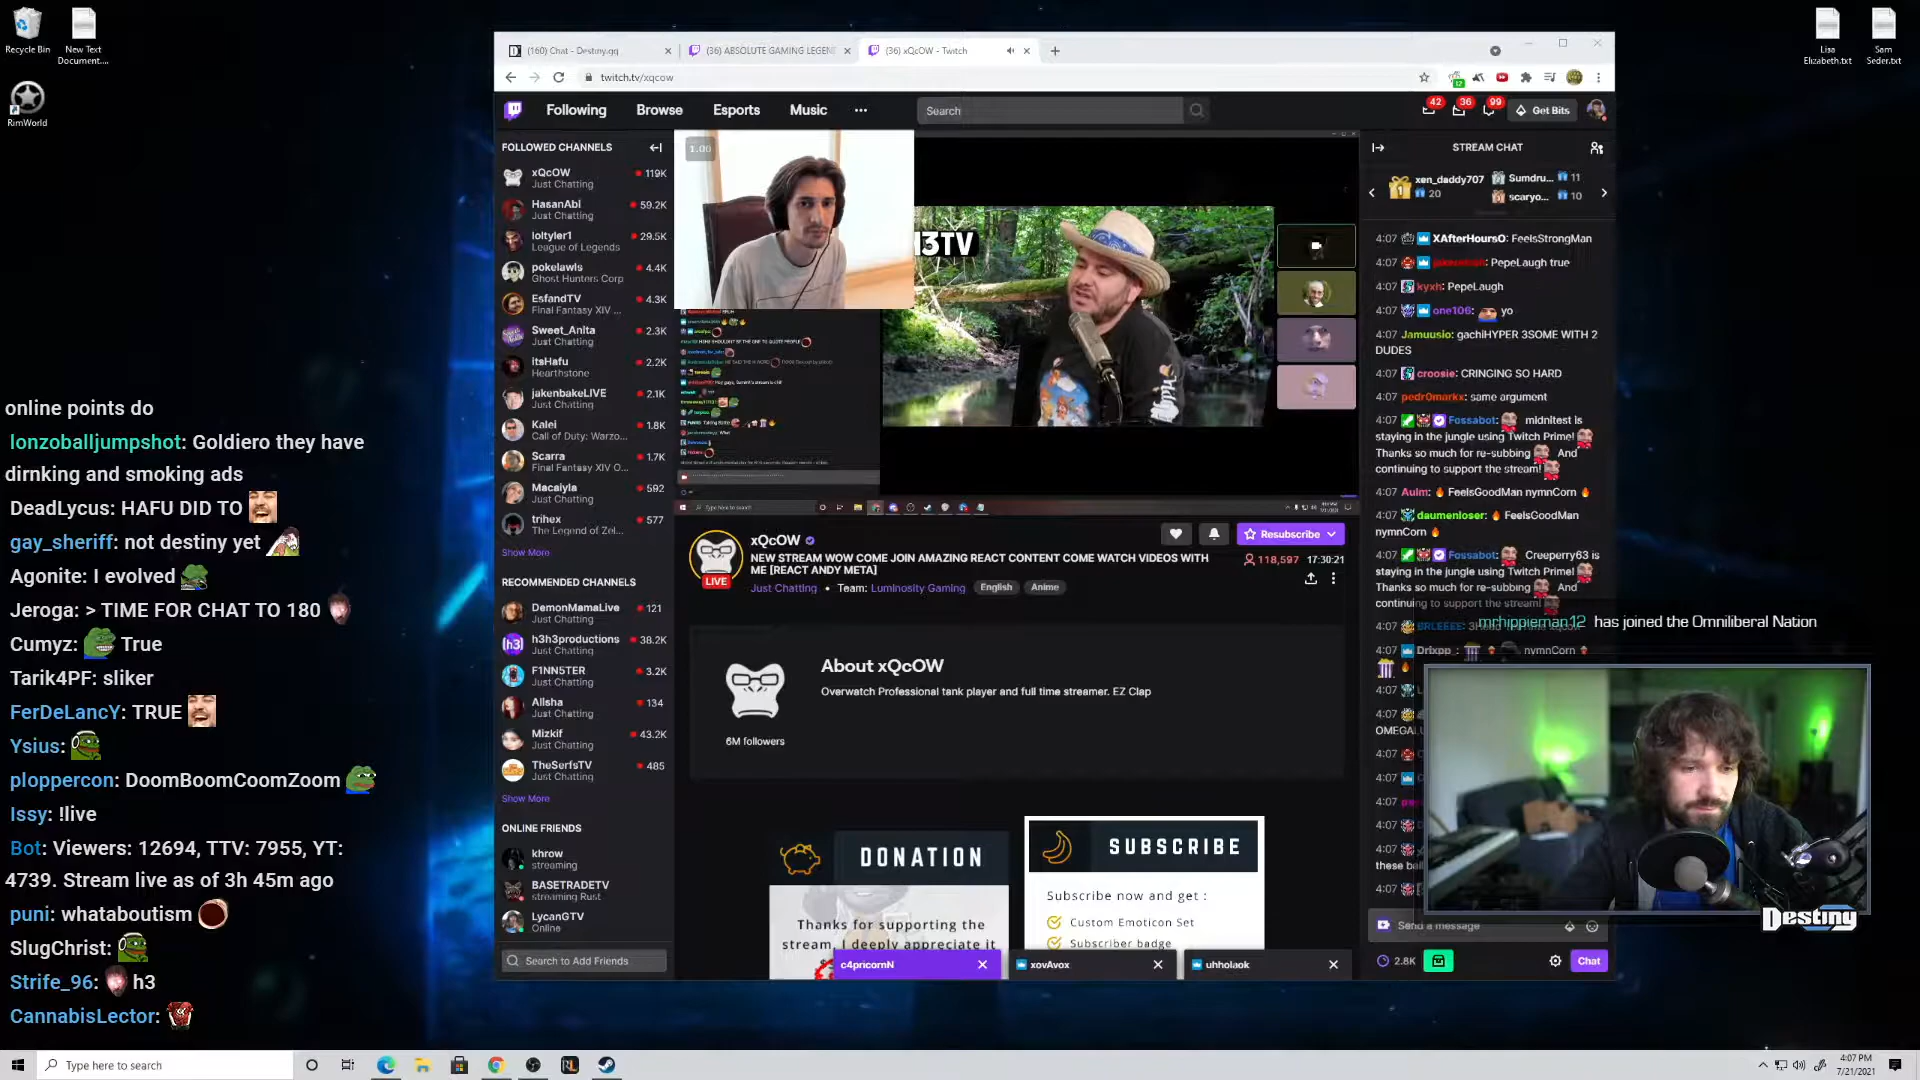 Recycle Bin
New Text
Document....
RimWorld
Lisa
Elizabeth.txt
Sam
Seder.txt
(160) Chat - Destiny.gg
(36) ABSOLUTE GAMING LEGEN
(36) xQcOW - Twitch
twitch.tv/xqcow
Following
Browse
Esports
Music
Search
42
36
99
Get Bits
FOLLOWED CHANNELS
xQcOW
119K
Just Chatting
HasanAbi
59.2K
Just Chatting
loltyler1
29.5K
League of Legends
pokelawls
4.4K
Ghost Hunters Corp
EsfandTV
4.3K
Final Fantasy XIV ...
Sweet_Anita
2.3K
Just Chatting
itsHafu
2.2K
Hearthstone
jakenbakeLIVE
2.1K
Just Chatting
Kalei
1.8K
Call of Duty: Warzo...
Scarra
1.7K
Final Fantasy XIV O...
Macaiyla
592
Just Chatting
trihex
577
The Legend of Zel...
Show More
RECOMMENDED CHANNELS
DemonMamaLive
121
Just Chatting
h3h3productions
38.2K
Just Chatting
F1NN5TER
3.2K
Just Chatting
Allsha
134
Just Chatting
Mizkif
43.2K
Just Chatting
TheSerfsTV
485
Just Chatting
Show More
ONLINE FRIENDS
khrow
streaming
BASETRADETV
streaming Rust
LycanGTV
Online
Search to Add Friends
1.00
H3TV
xQcOW
LIVE
NEW STREAM WOW COME JOIN AMAZING REACT CONTENT COME WATCH VIDEOS WITH
ME [REACT ANDY META]
Just Chatting • Team: Luminosity Gaming
English
Anime
Resubscribe
118,597
17:30:21
About xQcOW
Overwatch Professional tank player and full time streamer. EZ Clap
6M followers
DONATION
Thanks for supporting the
stream, I deeply appreciate it
SUBSCRIBE
Subscribe now and get :
Custom Emoticon Set
Subscriber badge
c4pricornN
xovAvox
uhholaok
STREAM CHAT
xen_daddy707
20
Sumdru...
11
scaryo...
10
4:07 XAfterHoursO: FeelsStrongMan
4:07 PepeLaugh true
4:07 kyxh: PepeLaugh
4:07 one106: yo
4:07 Jamuusio: gachiHYPER 3SOME WITH 2
DUDES
4:07 croosie: CRINGING SO HARD
4:07 pedr0markx: same argument
4:07 Fossabot: midnitest is
staying in the jungle using Twitch Prime!
Thanks so much for re-subbing And
continuing to support the stream!
4:07 Auim: FeelsGoodMan nymnCorn
4:07 daumenloser: FeelsGoodMan
nymnCorn
4:07 Fossabot: Creeperry63 is
staying in the jungle using Twitch Prime!
Thanks so much for re-subbing And
continuing to support the stream!
mrhippieman12 has joined the Omniliberal Nation
4:07 Drixpp_: nymnCorn
Send a message
2.8K
Chat
Destiny
online points do
lonzoballjumpshot: Goldiero they have
dirnking and smoking ads
DeadLycus: HAFU DID TO
gay_sheriff: not destiny yet
Agonite: I evolved
Jeroga: > TIME FOR CHAT TO 180
Cumyz: True
Tarik4PF: sliker
FerDeLancY: TRUE
Ysius:
ploppercon: DoomBoomCoomZoom
Issy: !live
Bot: Viewers: 12694, TTV: 7955, YT:
4739. Stream live as of 3h 45m ago
puni: whataboutism
SlugChrist:
Strife_96: h3
CannabisLector:
Type here to search
4:07 PM
7/21/2021